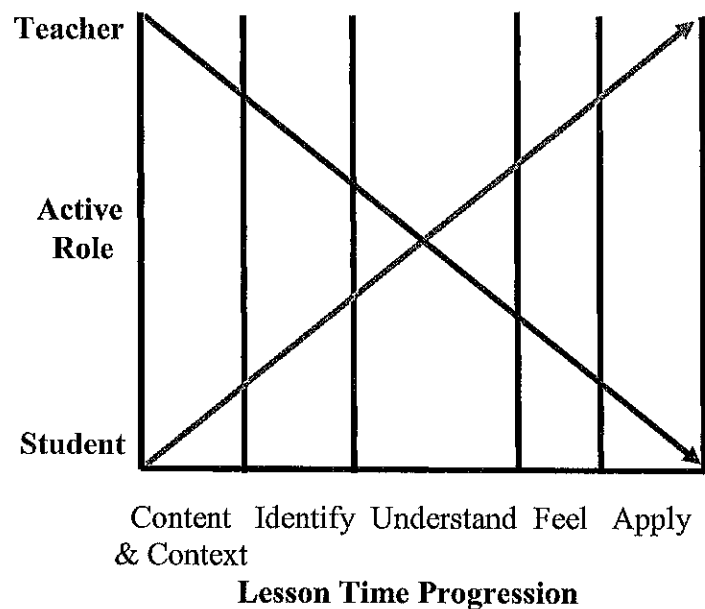 Teacher
Active
Role
Student
Content Identify Understand Feel Apply
& Context
Lesson Time Progression